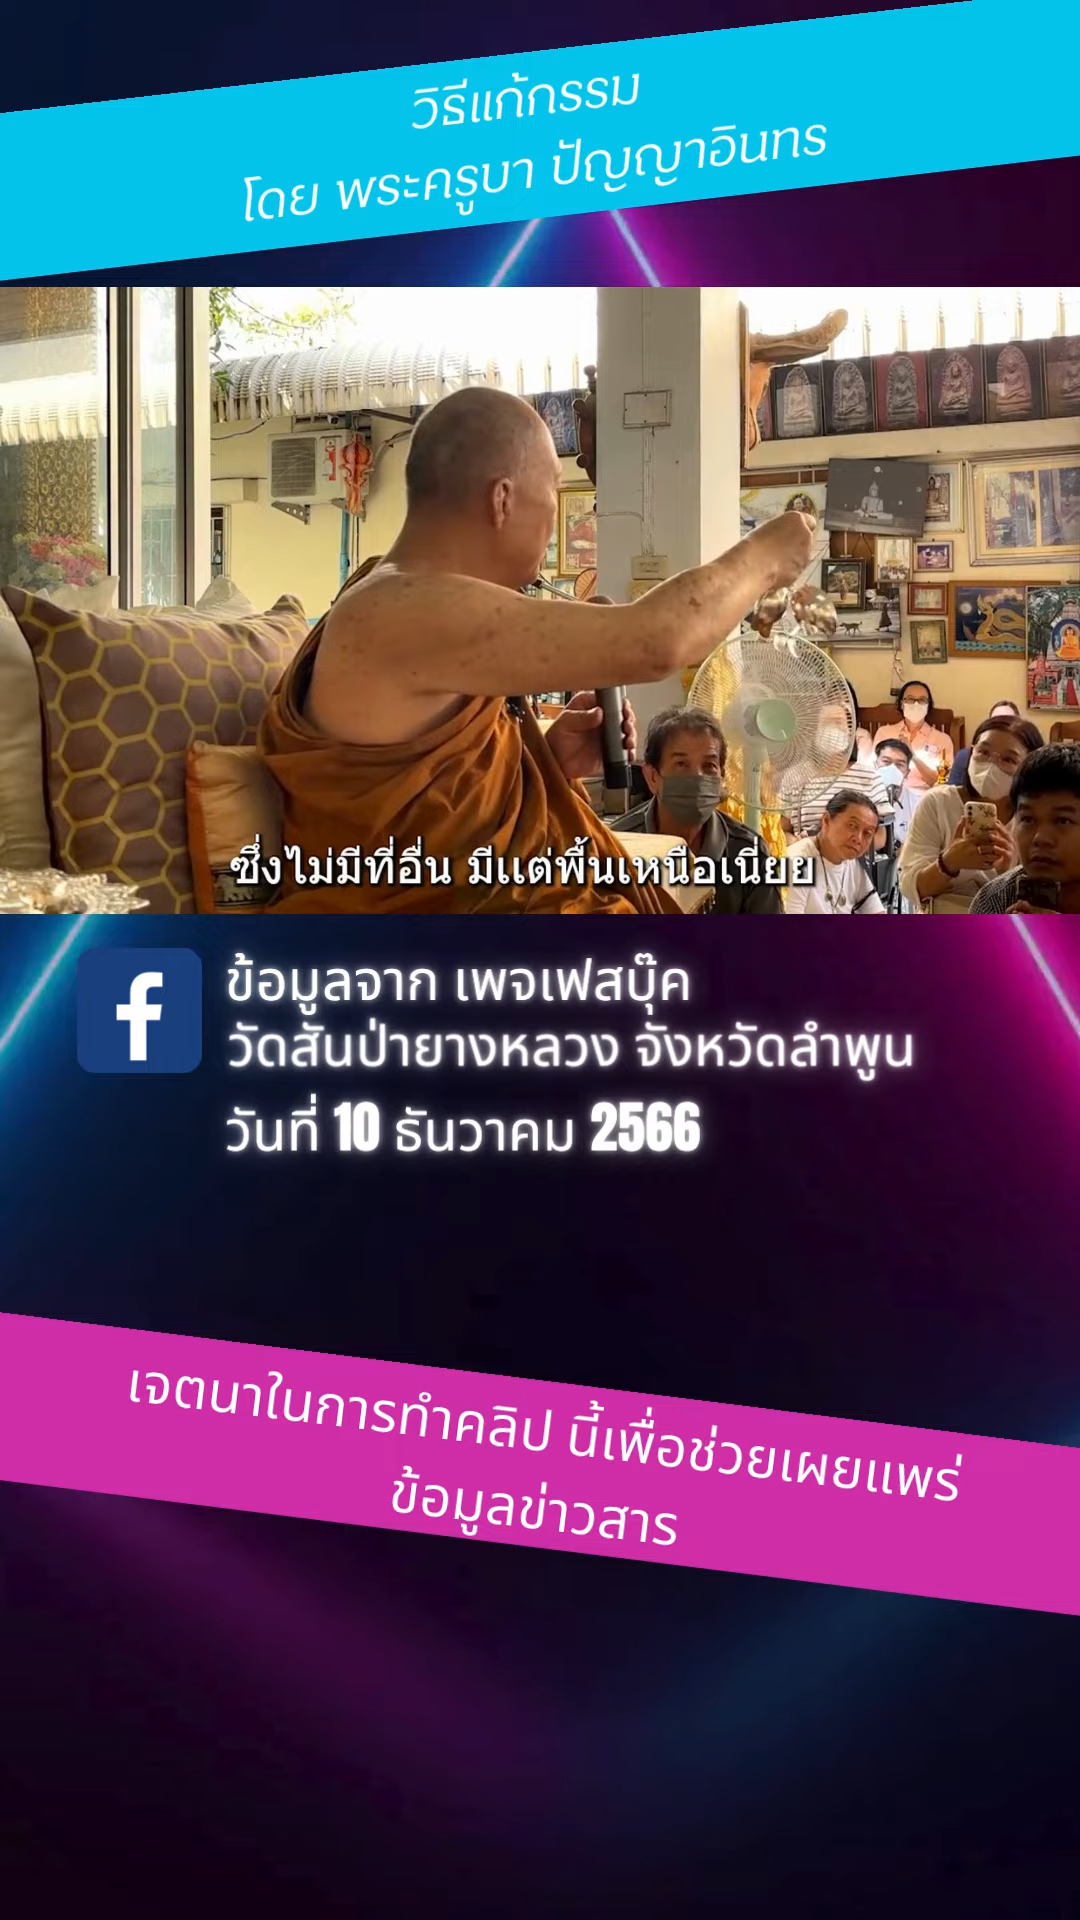 วิธีแก้กรรม
โดย พระครูบา ปัญญาอินทร
ซึ่งไม่มีที่อื่น มีแต่พื้นเหนือเนี่ยย
ข้อมูลจาก เพจเฟสบุ๊ค
วัดสันป่ายางหลวง จังหวัดลำพูน
วันที่ 10 ธันวาคม 2566
เจตนาในการทำคลิป นี้เพื่อช่วยเผยแพร่
ข้อมูลข่าวสาร